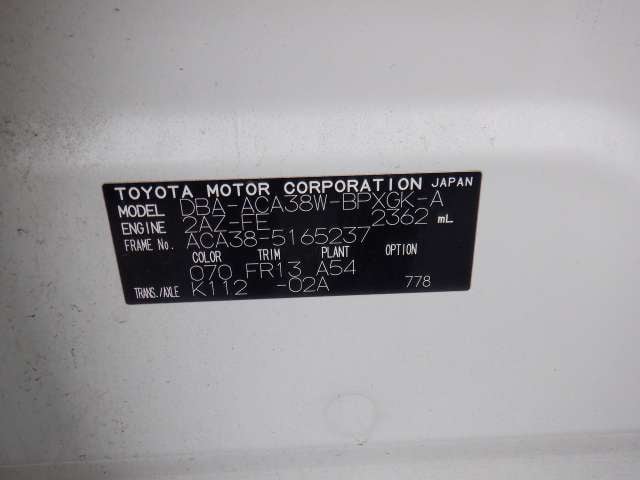 TOYOTA MOTOR CORPORATION JAPAN
MODEL DBA-ACA38W-BPXGK-A
ENGINE 2AZ-FE 2362 mL
FRAME No. ACA38-5165237
COLOR TRIM PLANT OPTION
070 FR13 A54
TRANS./AXLE K112 -02A 778